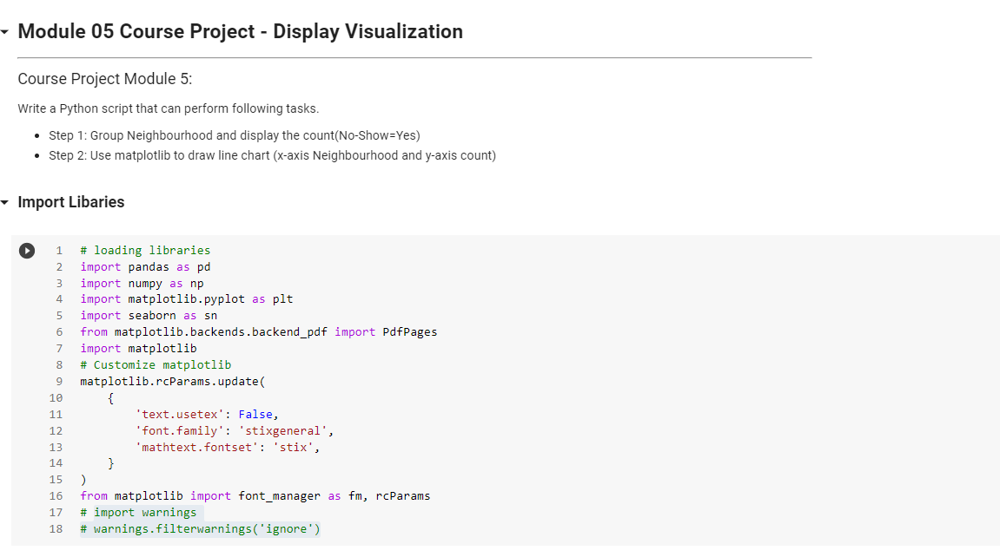 Module 05 Course Project - Display Visualization
Course Project Module 5:
Write a Python script that can perform following tasks.
• Step 1: Group Neighbourhood and display the count(No-Show=Yes)
• Step 2: Use matplotlib to draw line chart (x-axis Neighbourhood and y-axis count)
Import Libaries
1 # loading libraries
2 import pandas as pd
3 import numpy as np
4 import matplotlib.pyplot as plt
5 import seaborn as sn
6 from matplotlib.backends.backend_pdf import PdfPages
7 import matplotlib
8 # Customize matplotlib
9 matplotlib.rcParams.update(
10     {
11         'text.usetex': False,
12         'font.family': 'stixgeneral',
13         'mathtext.fontset': 'stix',
14     }
15 )
16 from matplotlib import font_manager as fm, rcParams
17 # import warnings
18 # warnings.filterwarnings('ignore')